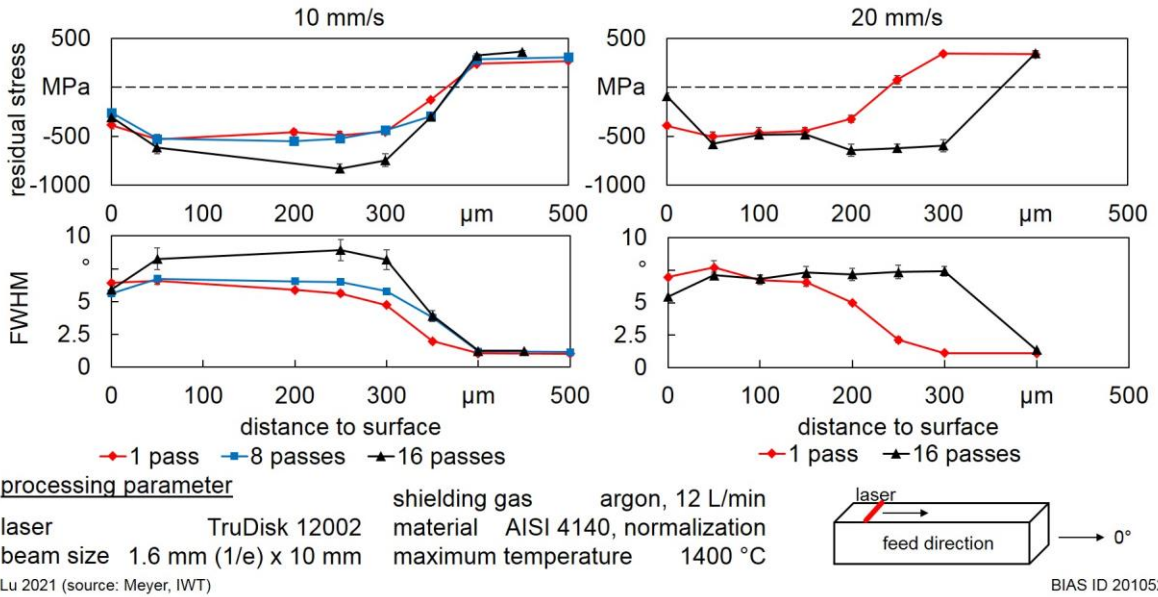 10 mm/s
20 mm/s
residual stress
500
MPa
-500
-1000
0 100 200 300 µm 500
500
MPa
-500
-1000
0 100 200 300 µm 500
FWHM
10
°
5
2.5
0
0 100 200 300 µm 500
distance to surface
10
°
5
2.5
0
0 100 200 300 µm 500
distance to surface
1 pass 8 passes 16 passes
1 pass 16 passes
processing parameter
laser TruDisk 12002
beam size 1.6 mm (1/e) x 10 mm
shielding gas argon, 12 L/min
material AISI 4140, normalization
maximum temperature 1400 °C
laser
feed direction
0°
Lu 2021 (source: Meyer, IWT)
BIAS ID 20105